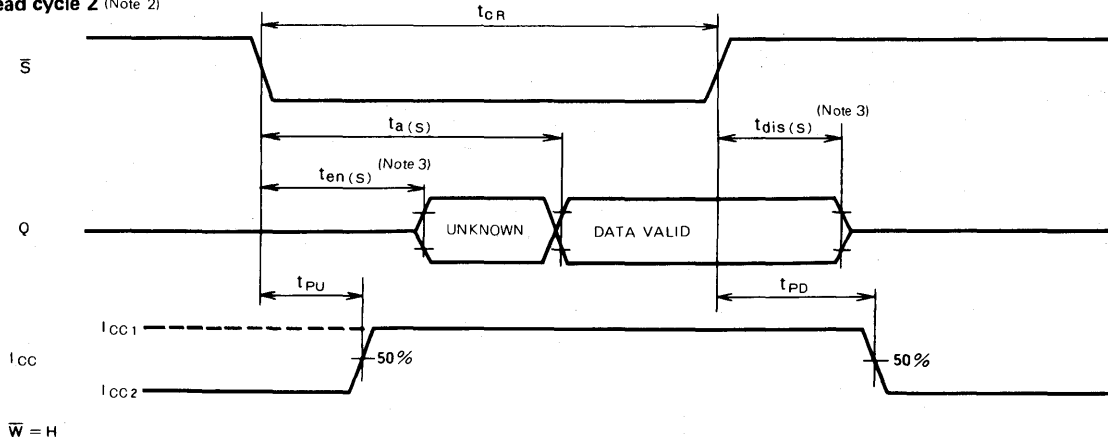 ead cycle 2 (Note 2)
tCR
S̅
ta(S)
(Note 3)
tdis(S)
(Note 3)
ten(S)
Q
UNKNOWN
DATA VALID
tPU
tPD
ICC1
ICC
50%
50%
ICC2
W̅ = H